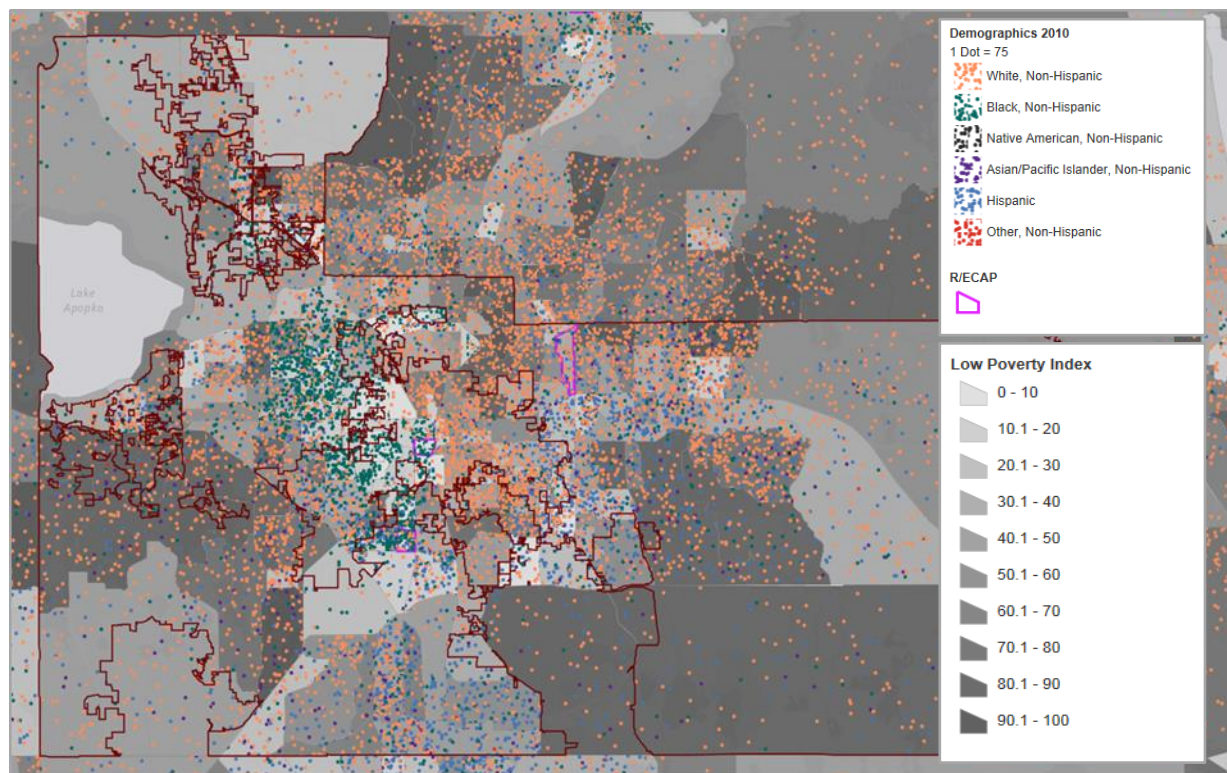 Demographics 2010
1 Dot = 75
White, Non-Hispanic
Black, Non-Hispanic
Native American, Non-Hispanic
Asian/Pacific Islander, Non-Hispanic
Hispanic
Other, Non-Hispanic
R/ECAP
Lake
Apopka
Low Poverty Index
0 - 10
10.1 - 20
20.1 - 30
30.1 - 40
40.1 - 50
50.1 - 60
60.1 - 70
70.1 - 80
80.1 - 90
90.1 - 100